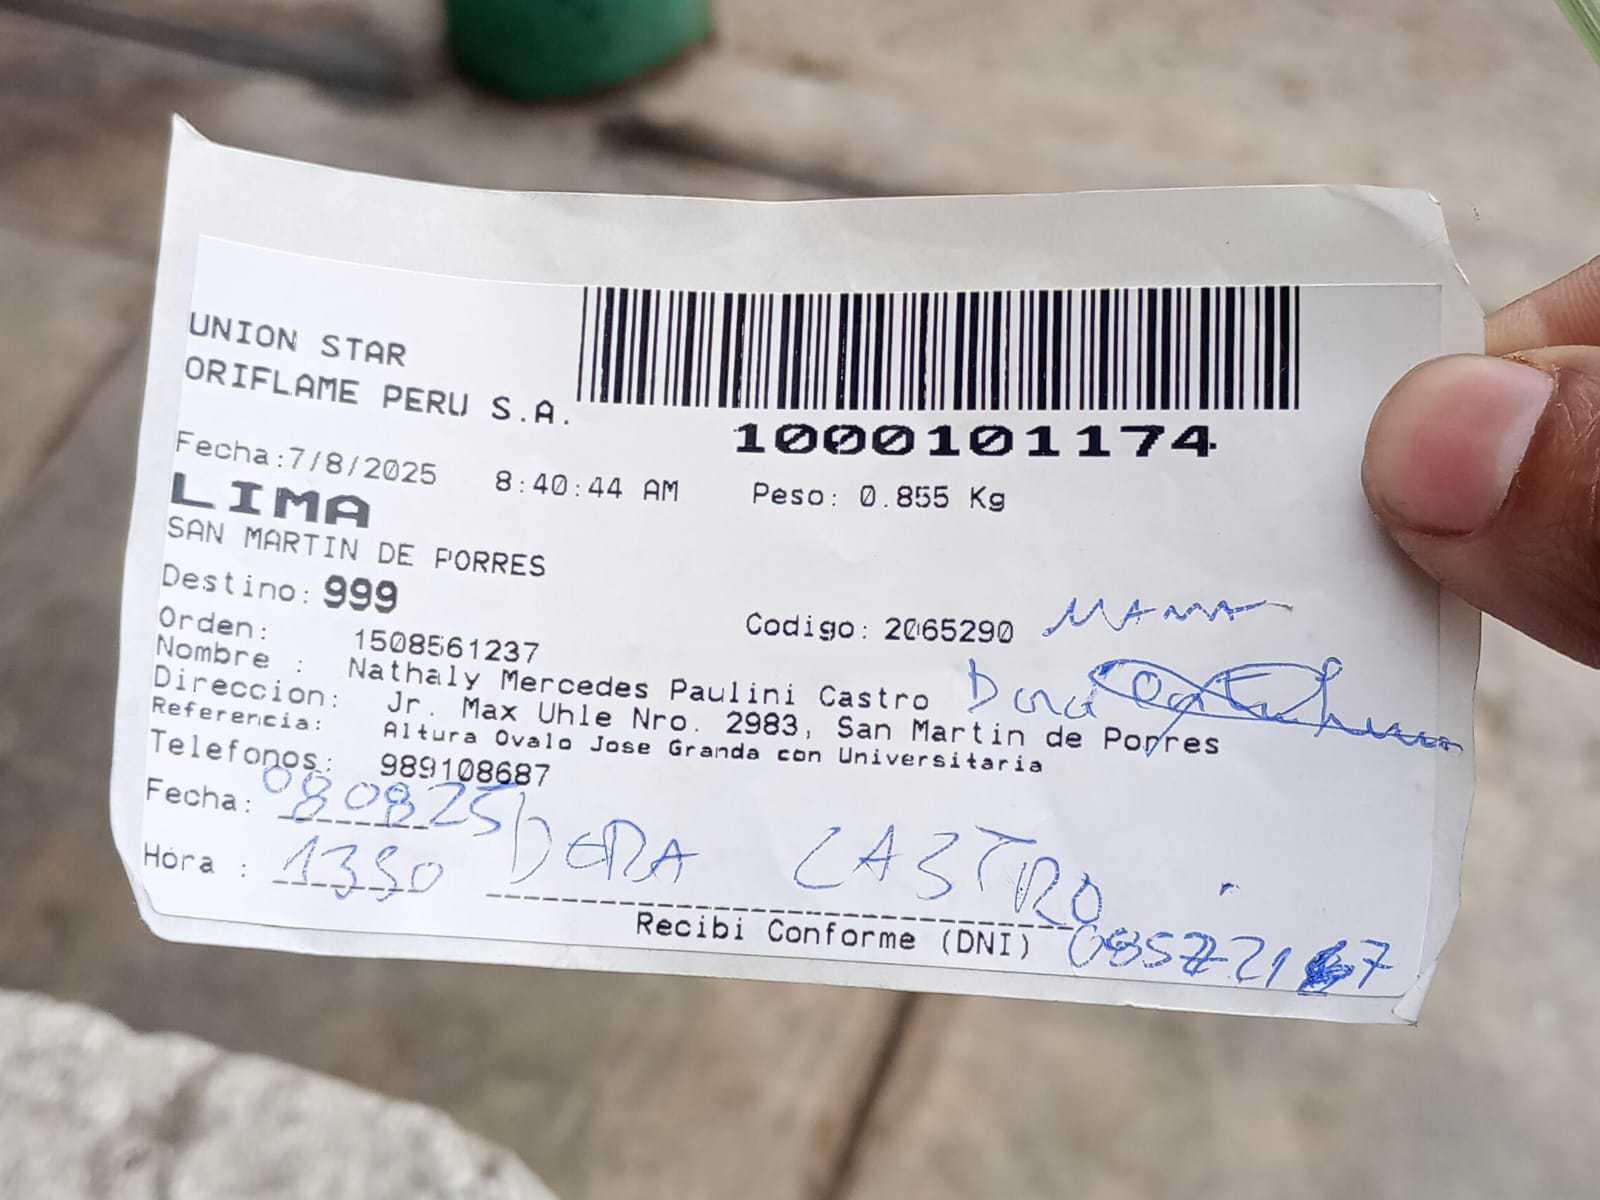 UNION STAR
ORIFLAME PERU S.A.
1000101174
Fecha:7/8/2025 8:40:44 AM Peso: 0.855 Kg
LIMA
SAN MARTIN DE PORRES
Destino: 999
Orden: 1508561237 Codigo: 2065290 MAMA
Nombre : Nathaly Mercedes Paulini Castro
Direccion: Jr. Max Uhle Nro. 2983, San Martin de Porres
Referencia: Altura Ovalo Jose Granda con Universitaria
Telefonos: 989108687
Fecha: 080825 DORA CASTRO
Hora :
Recibi Conforme (DNI)